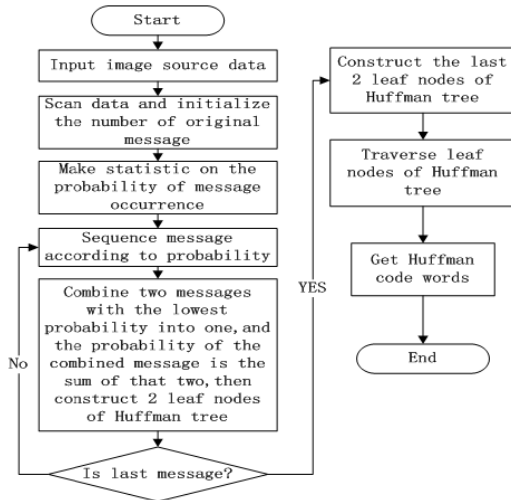 Start
Input image source data
Scan data and initialize
the number of original
message
Make statistic on the
probability of message
occurrence
Sequence message
according to probability
Combine two messages
with the lowest
probability into one,and
the probability of the
combined message is the
sum of that two,then
construct 2 leaf nodes
of Huffman tree
No
Is last message?
YES
Construct the last
2 leaf nodes of
Huffman tree
Traverse leaf
nodes of Huffman
tree
Get Huffman
code words
End